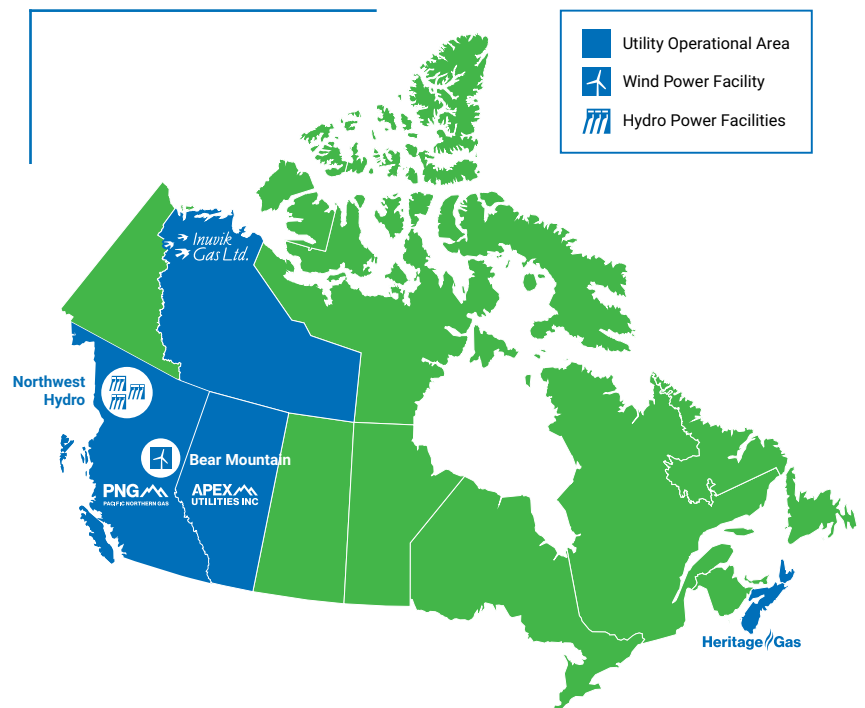 Utility Operational Area
Wind Power Facility
Hydro Power Facilities
Inuvik
Gas Ltd.
Northwest
Hydro
Bear Mountain
PNG
PACIFIC NORTHERN GAS
APEX
UTILITIES INC
Heritage Gas